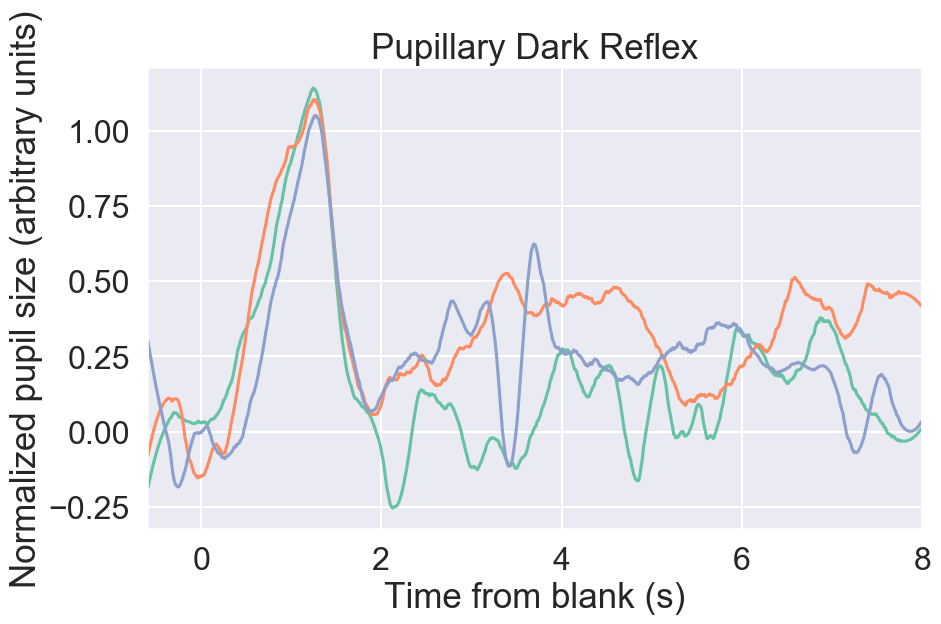 Pupillary Dark Reflex
Normalized pupil size (arbitrary units)
1.00
0.75
0.50
0.25
0.00
−0.25
0 2 4 6 8
Time from blank (s)